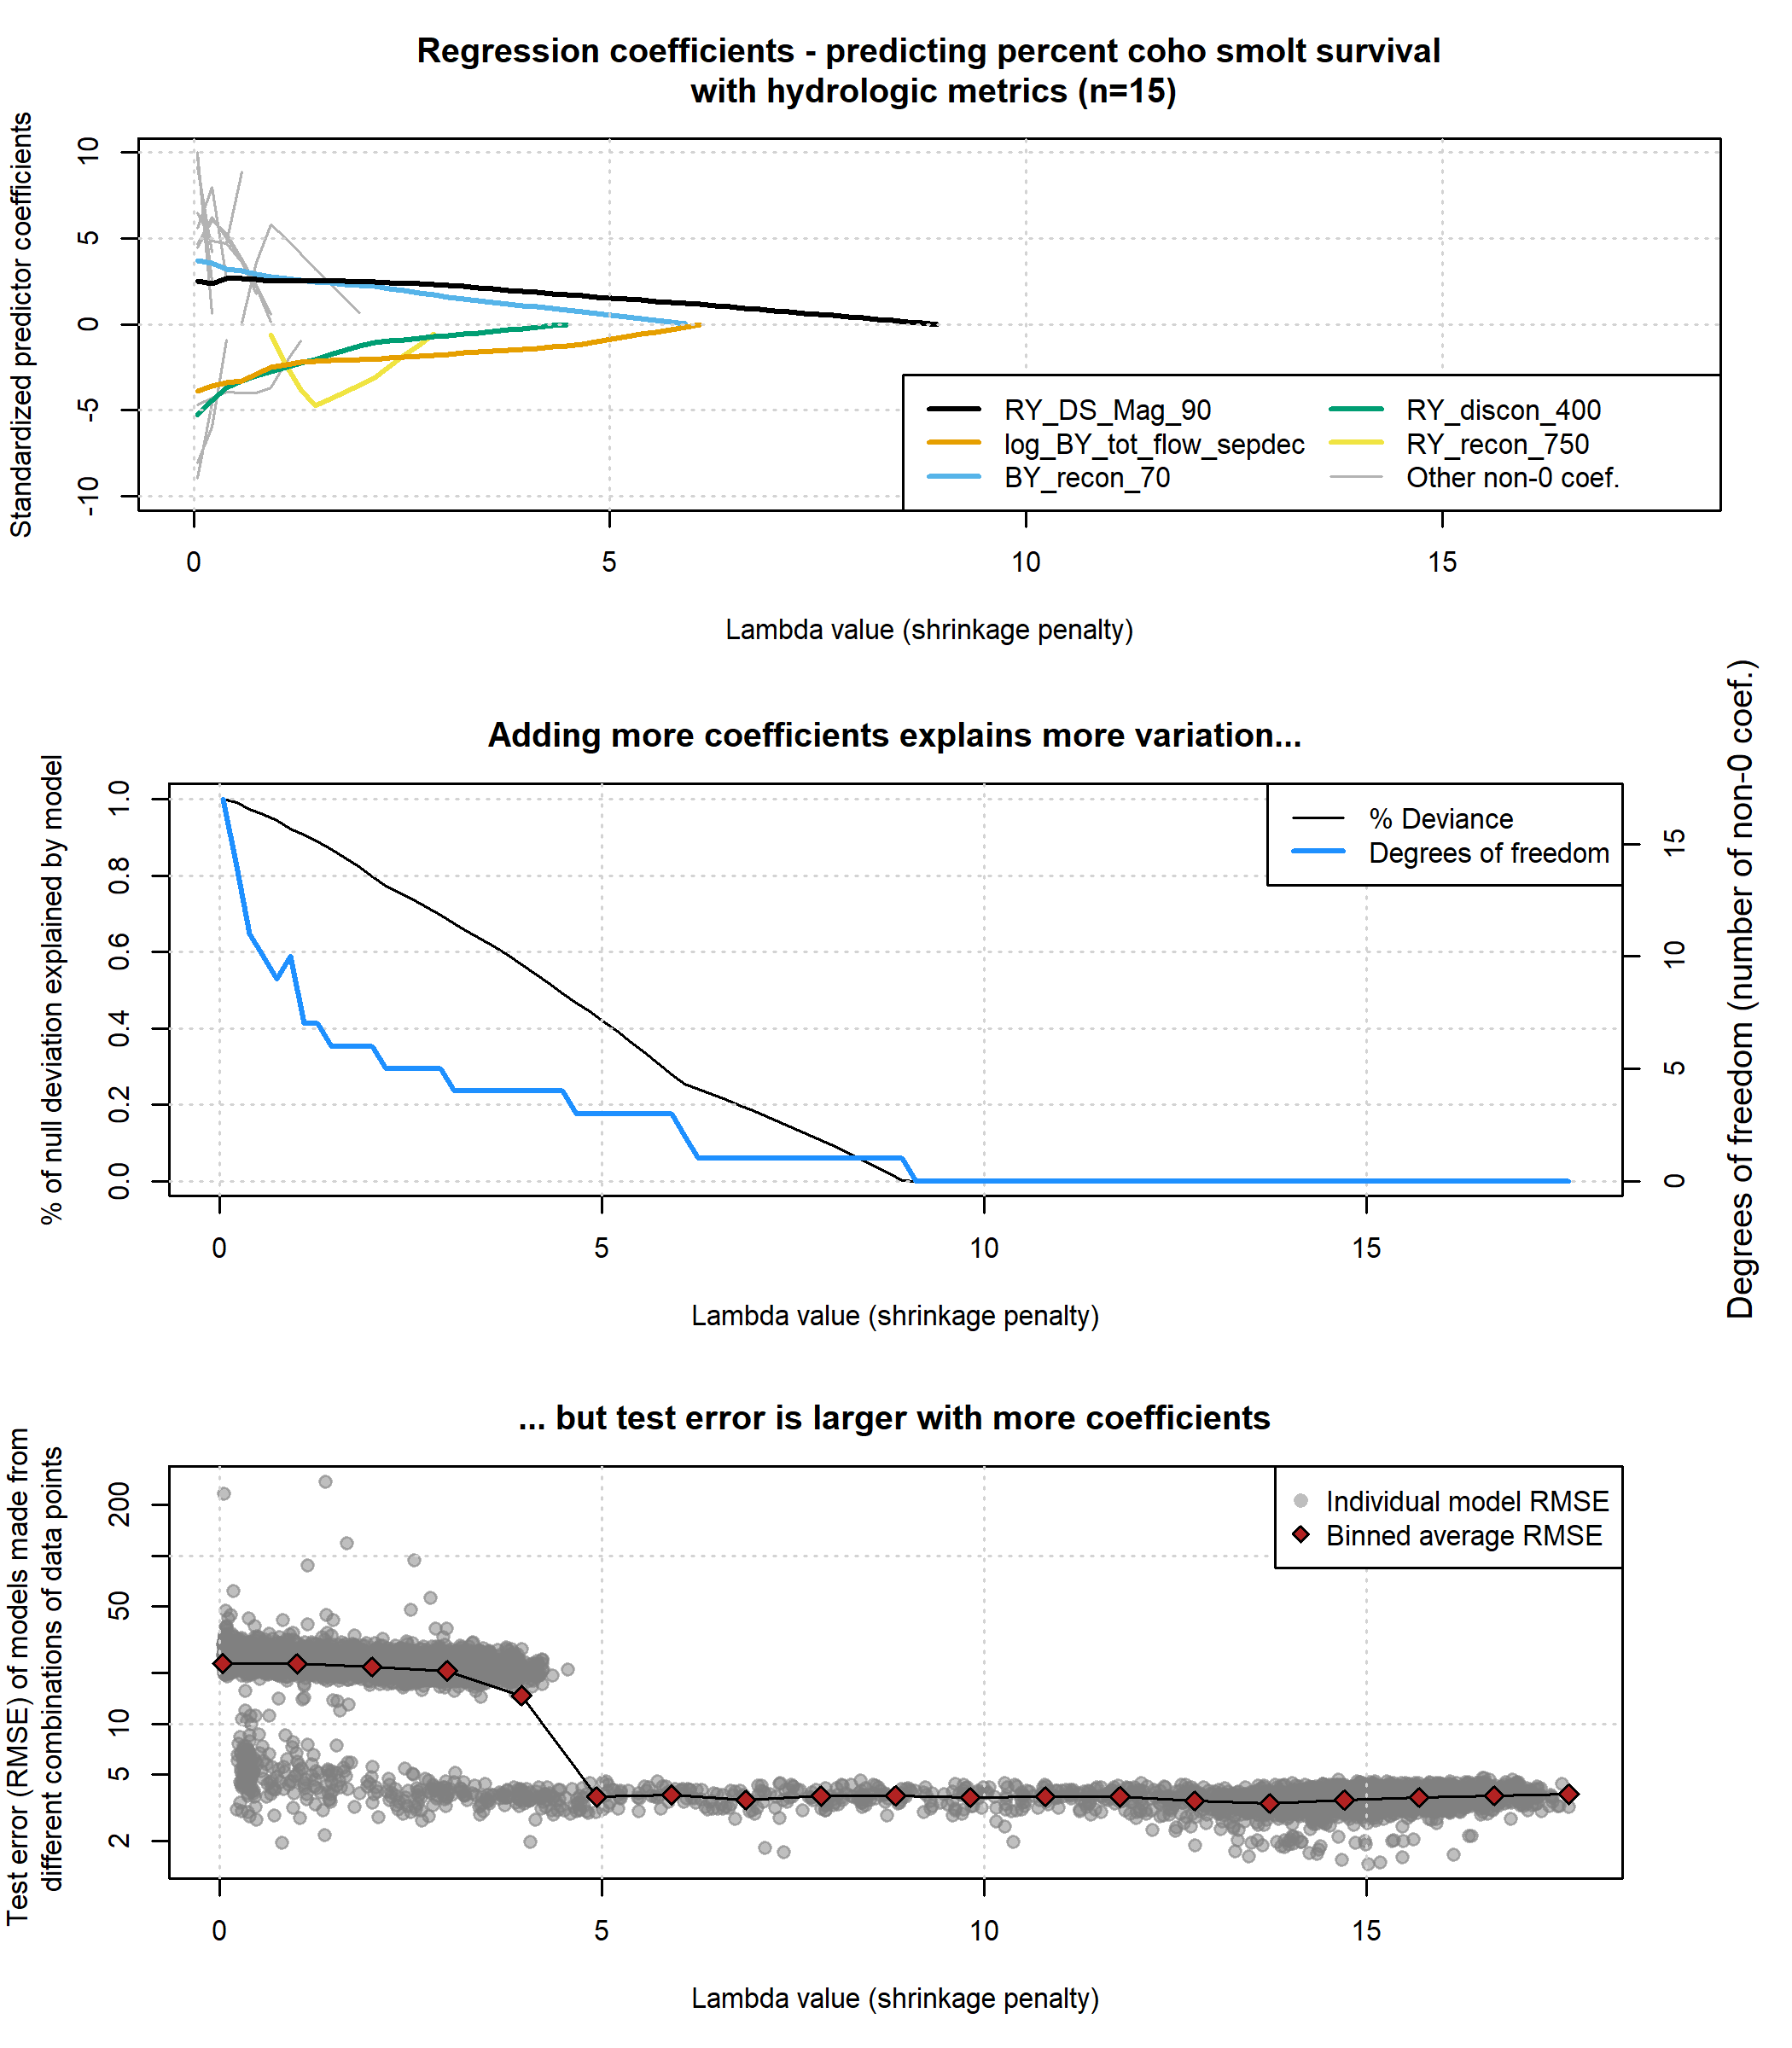 Regression coefficients - predicting percent coho smolt survival
with hydrologic metrics (n=15)
Standardized predictor coefficients
10
5
0
-5
-10
RY_DS_Mag_90
log_BY_tot_flow_sepdec
BY_recon_70
RY_discon_400
RY_recon_750
Other non-0 coef.
0 5 10 15
Lambda value (shrinkage penalty)
Adding more coefficients explains more variation...
% of null deviation explained by model
1.0
0.8
0.6
0.4
0.2
0.0
% Deviance
Degrees of freedom
15
10
5
0
Degrees of freedom (number of non-0 coef.)
0 5 10 15
Lambda value (shrinkage penalty)
... but test error is larger with more coefficients
Test error (RMSE) of models made from
different combinations of data points
200
50
10
5
2
Individual model RMSE
Binned average RMSE
0 5 10 15
Lambda value (shrinkage penalty)